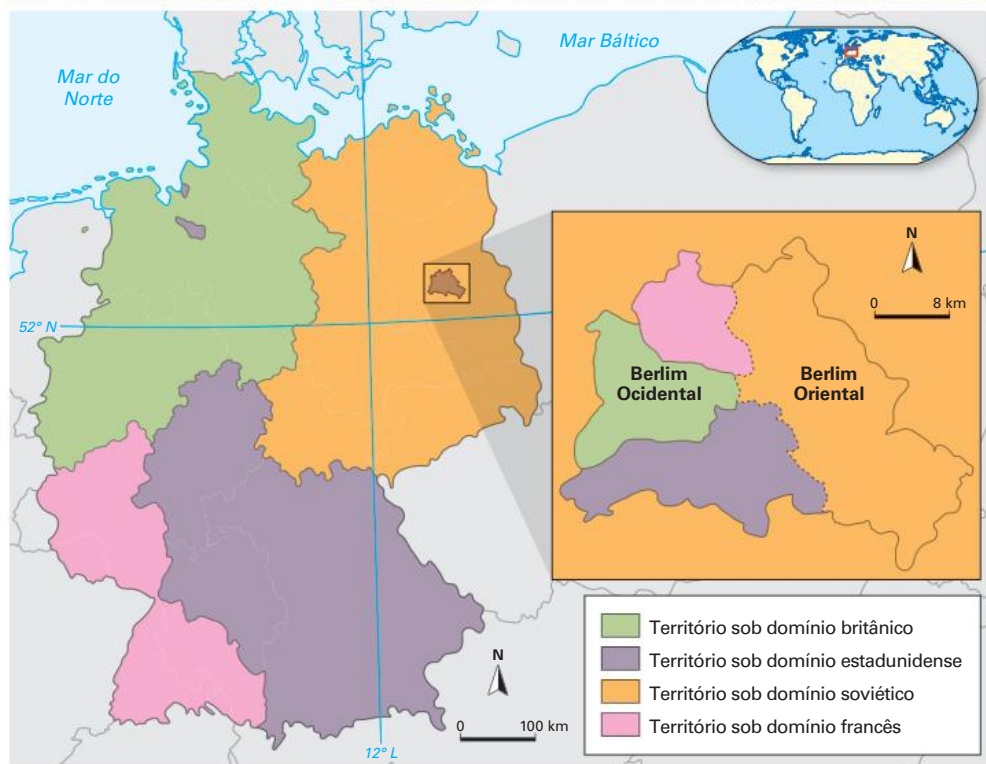 Mar do
Norte
Mar Báltico
52° N
12° L
N
0 100 km
N
0 8 km
Berlim
Ocidental
Berlim
Oriental
Território sob domínio britânico
Território sob domínio estadunidense
Território sob domínio soviético
Território sob domínio francês